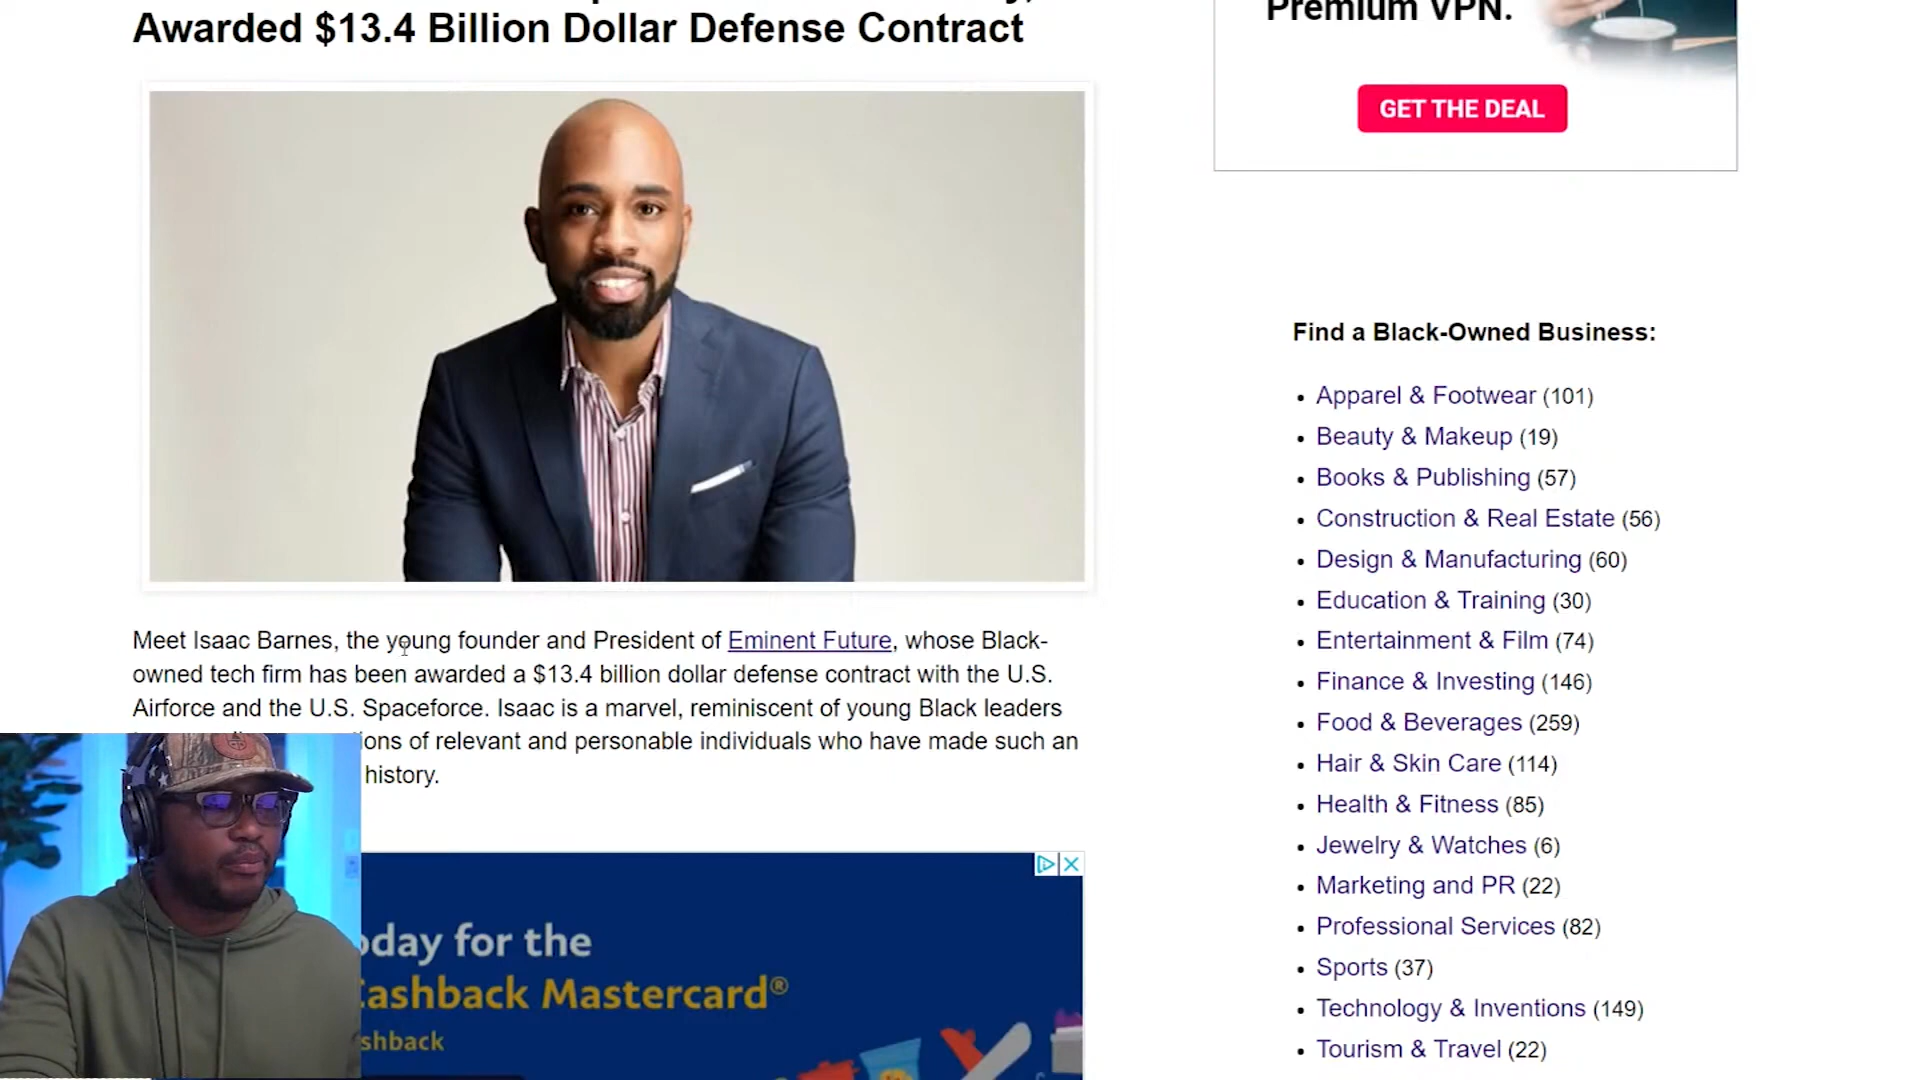 Awarded $13.4 Billion Dollar Defense Contract
Meet Isaac Barnes, the young founder and President of Eminent Future, whose Black-
owned tech firm has been awarded a $13.4 billion dollar defense contract with the U.S.
Airforce and the U.S. Spaceforce. Isaac is a marvel, reminiscent of young Black leaders
of relevant and personable individuals who have made such an
history.
for the
Mastercard®
Premium VPN.
GET THE DEAL
Find a Black-Owned Business:
Apparel & Footwear (101)
Beauty & Makeup (19)
Books & Publishing (57)
Construction & Real Estate (56)
Design & Manufacturing (60)
Education & Training (30)
Entertainment & Film (74)
Finance & Investing (146)
Food & Beverages (259)
Hair & Skin Care (114)
Health & Fitness (85)
Jewelry & Watches (6)
Marketing and PR (22)
Professional Services (82)
Sports (37)
Technology & Inventions (149)
Tourism & Travel (22)